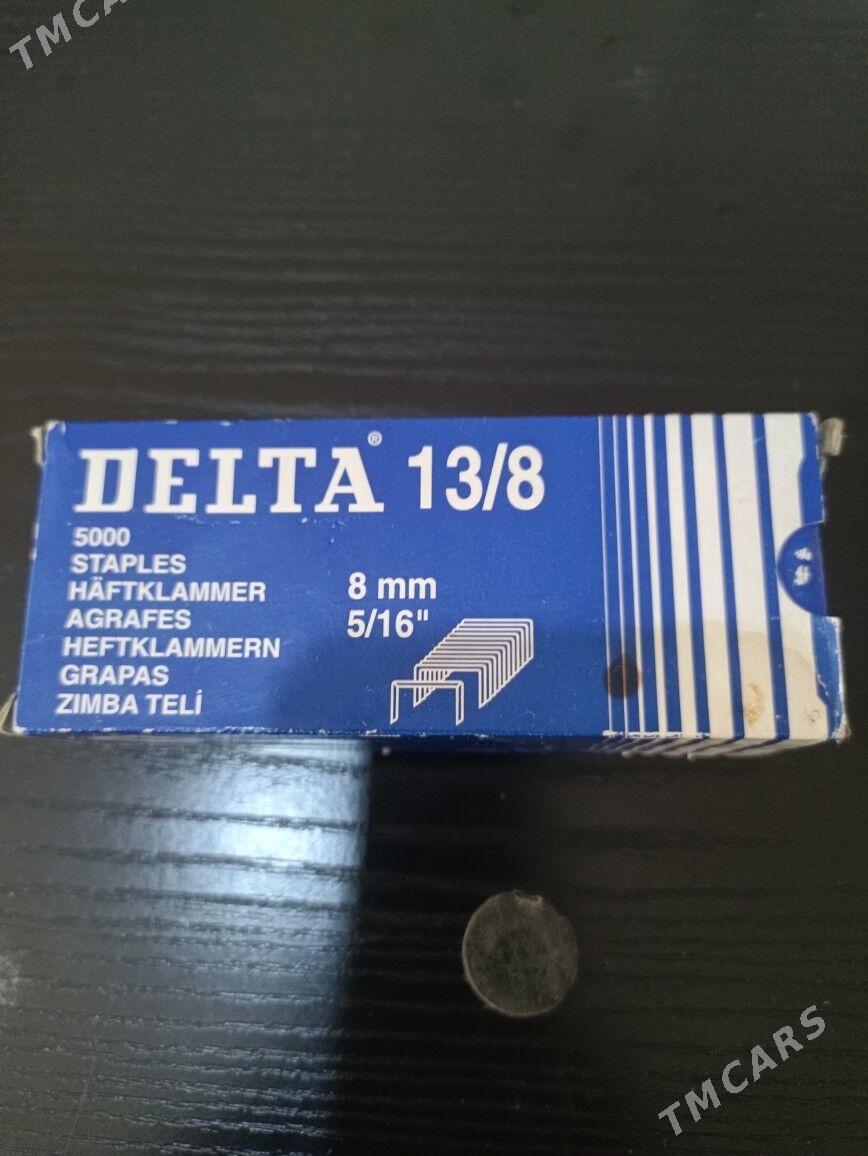 TMCARS
DELTA® 13/8
5000
STAPLES
HÄFTKLAMMER
AGRAFES
HEFTKLAMMERN
GRAPAS
ZIMBA TELİ
8 mm
5/16"
TMCARS